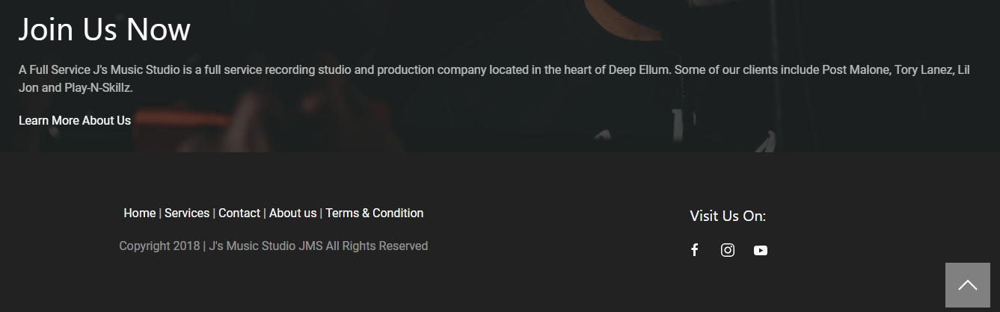 Join Us Now
A Full Service J's Music Studio is a full service recording studio and production company located in the heart of Deep Ellum. Some of our clients include Post Malone, Tory Lanez, Lil
Jon and Play-N-Skillz.
Learn More About Us
Home | Services | Contact | About us | Terms & Condition
Copyright 2018 | J's Music Studio JMS All Rights Reserved
Visit Us On: